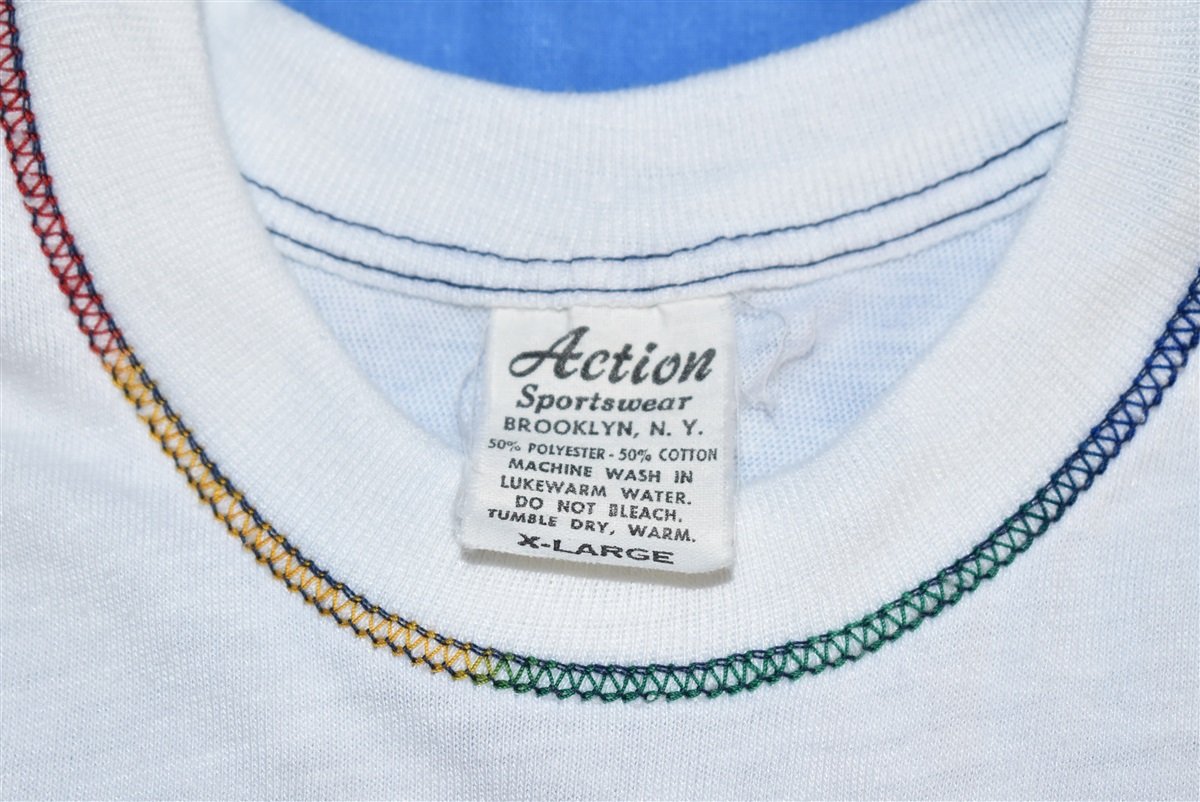 Action
Sportswear
BROOKLYN, N. Y.
50% POLYESTER - 50% COTTON
MACHINE WASH IN
LUKEWARM WATER.
DO NOT BLEACH.
TUMBLE DRY, WARM.
X-LARGE